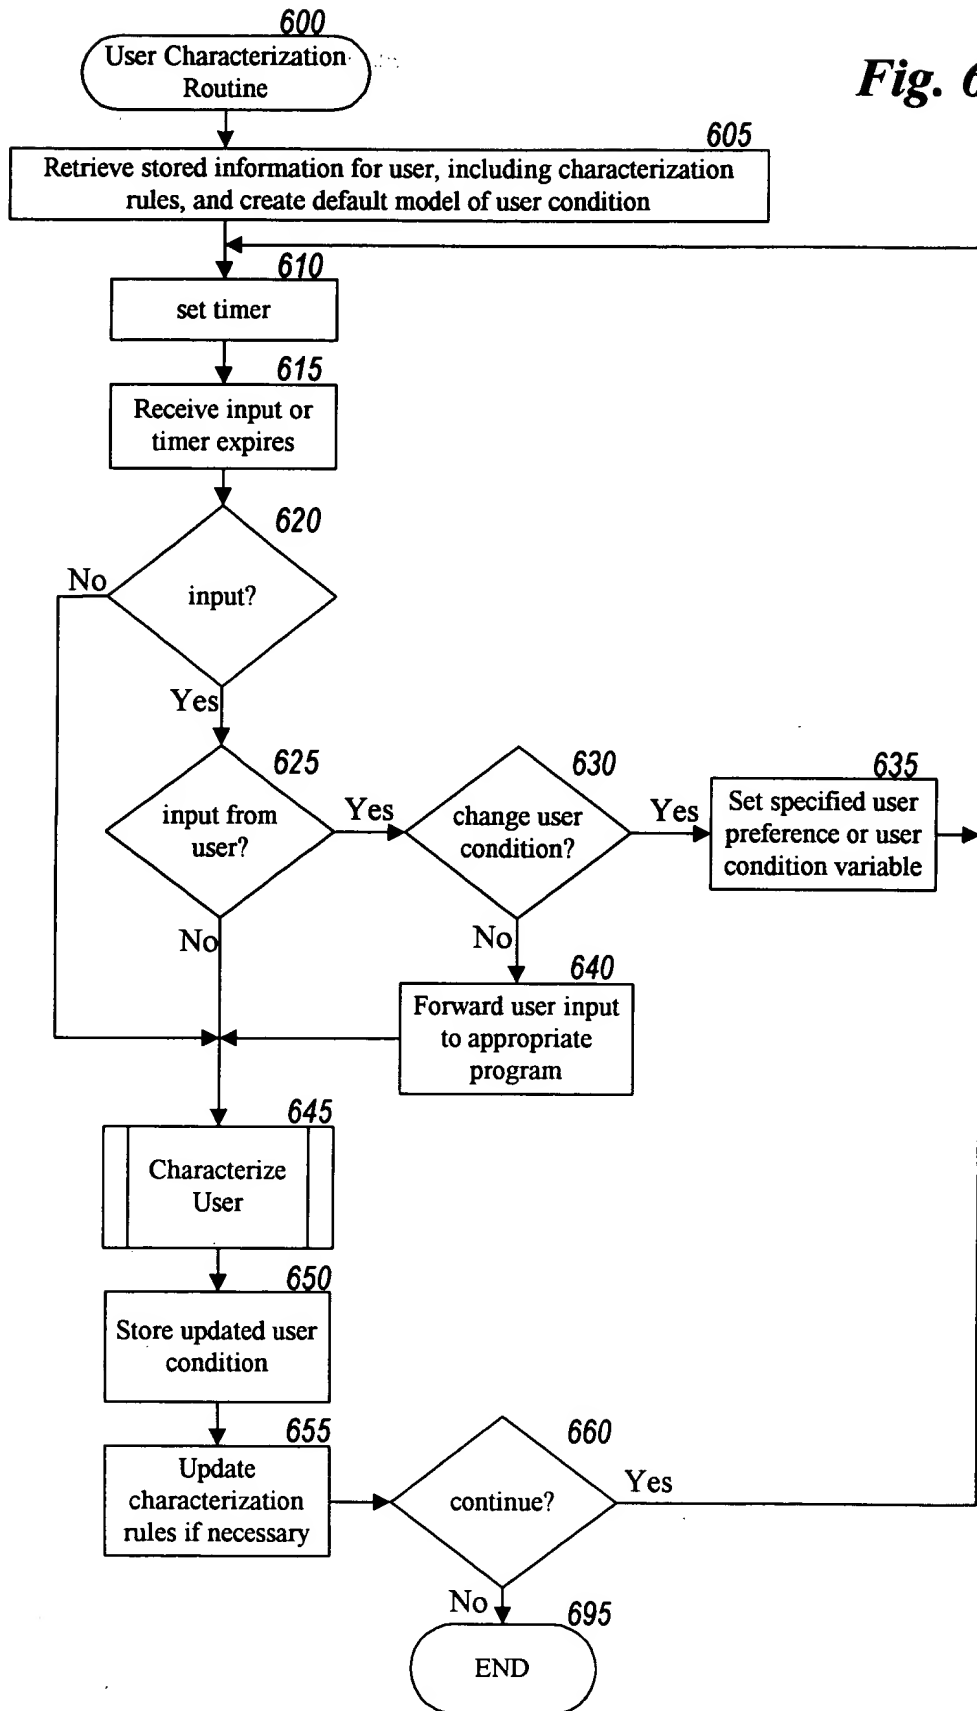 600
User Characterization
Routine
Fig. 6
605
Retrieve stored information for user, including characterization
rules, and create default model of user condition
610
set timer
615
Receive input or
timer expires
620
No
input?
Yes
625
input from
user?
Yes
630
change user
condition?
Yes
635
Set specified user
preference or user
condition variable
No
No
640
Forward user input
to appropriate
program
645
Characterize
User
650
Store updated user
condition
655
Update
characterization
rules if necessary
660
continue?
Yes
No
695
END